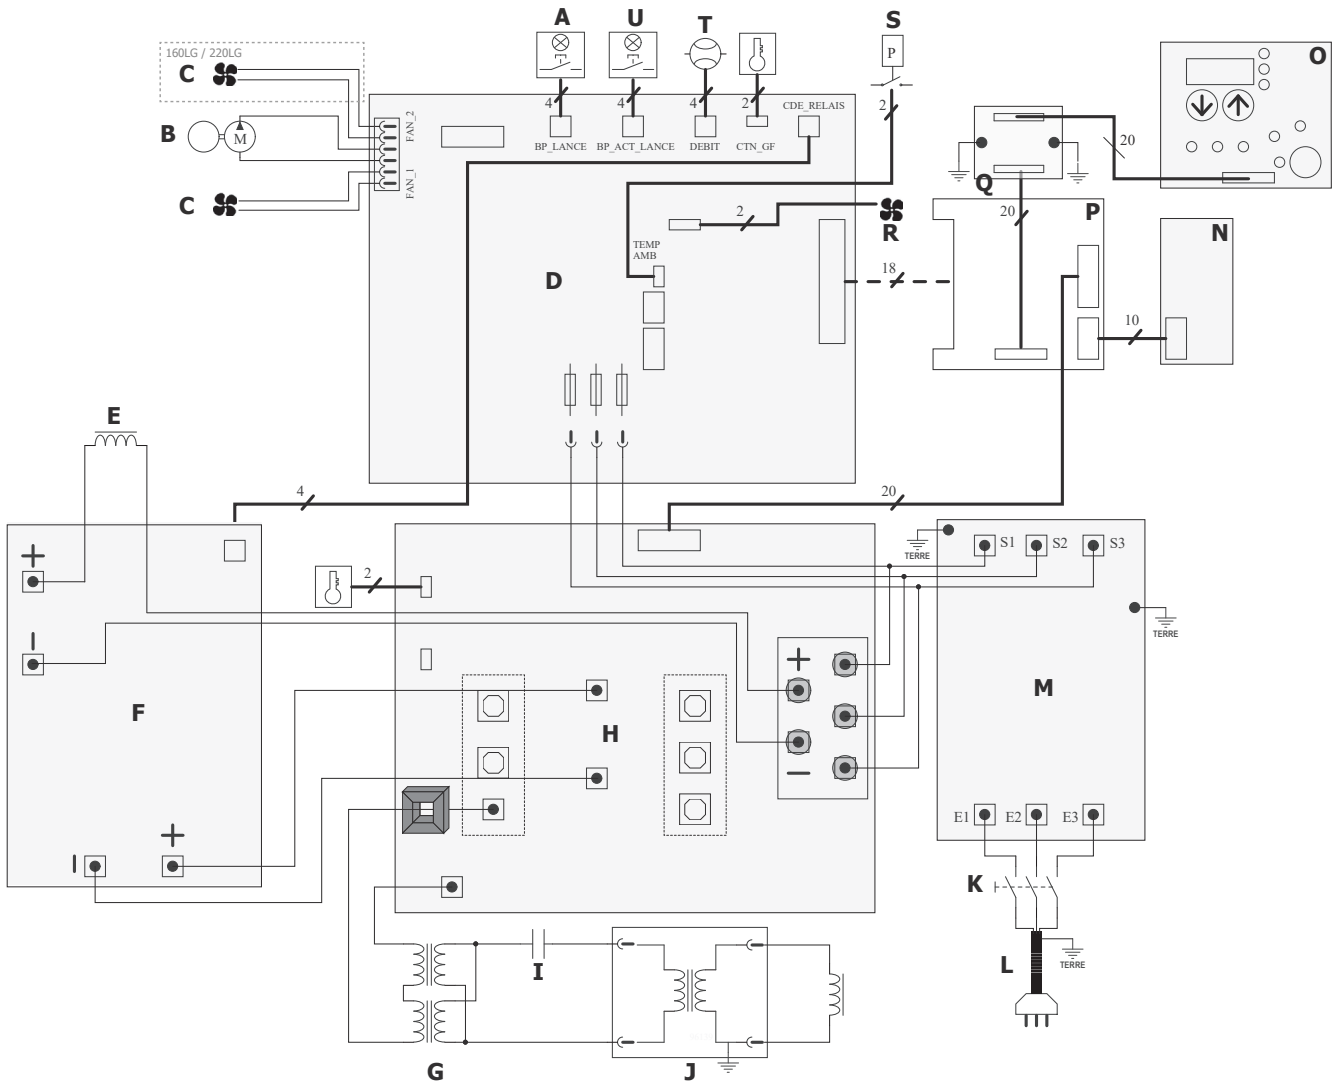 A
U
T
S
160LG / 220LG
C
P
O
4
4
4
2
2
CDE_RELAIS
B
M
FAN_2
BP_LANCE
BP_ACT_LANCE
DEBIT
CTN_GF
20
FAN_1
Q
C
2
R
20
P
N
TEMP
AMB
D
18
10
E
4
20
TERRE
S1
S2
S3
+
2
TERRE
–
+
M
F
H
–
+
E1
E2
E3
–
K
L
TERRE
I
G
J